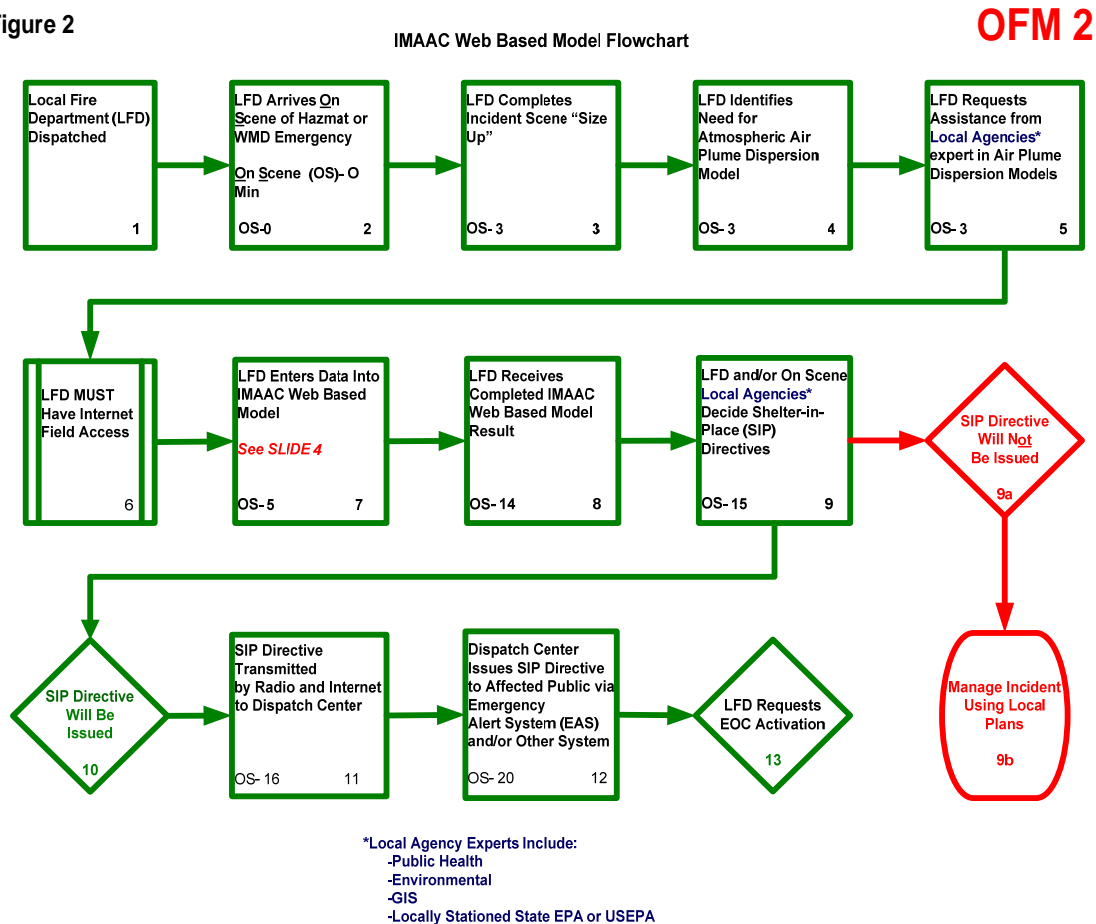 igure 2
OFM 2
IMAAC Web Based Model Flowchart
Local Fire
Department (LFD)
Dispatched
1
LFD Arrives On
Scene of Hazmat or
WMD Emergency
On Scene (OS)- O
Min
OS-0 2
LFD Completes
Incident Scene “Size
Up”
OS- 3 3
LFD Identifies
Need for
Atmospheric Air
Plume Dispersion
Model
OS- 3 4
LFD Requests
Assistance from
Local Agencies*
expert in Air Plume
Dispersion Models
OS- 3 5
LFD MUST
Have Internet
Field Access
6
LFD Enters Data Into
IMAAC Web Based
Model
See SLIDE 4
OS- 5 7
LFD Receives
Completed IMAAC
Web Based Model
Result
OS- 14 8
LFD and/or On Scene
Local Agencies*
Decide Shelter-in-
Place (SIP)
Directives
OS- 15 9
SIP Directive
Will Not
Be Issued
9a
SIP Directive
Will Be
Issued
10
SIP Directive
Transmitted
by Radio and Internet
to Dispatch Center
OS- 16 11
Dispatch Center
Issues SIP Directive
to Affected Public via
Emergency
Alert System (EAS)
and/or Other System
OS- 20 12
LFD Requests
EOC Activation
13
Manage Incident
Using Local
Plans
9b
*Local Agency Experts Include:
-Public Health
-Environmental
-GIS
-Locally Stationed State EPA or USEPA